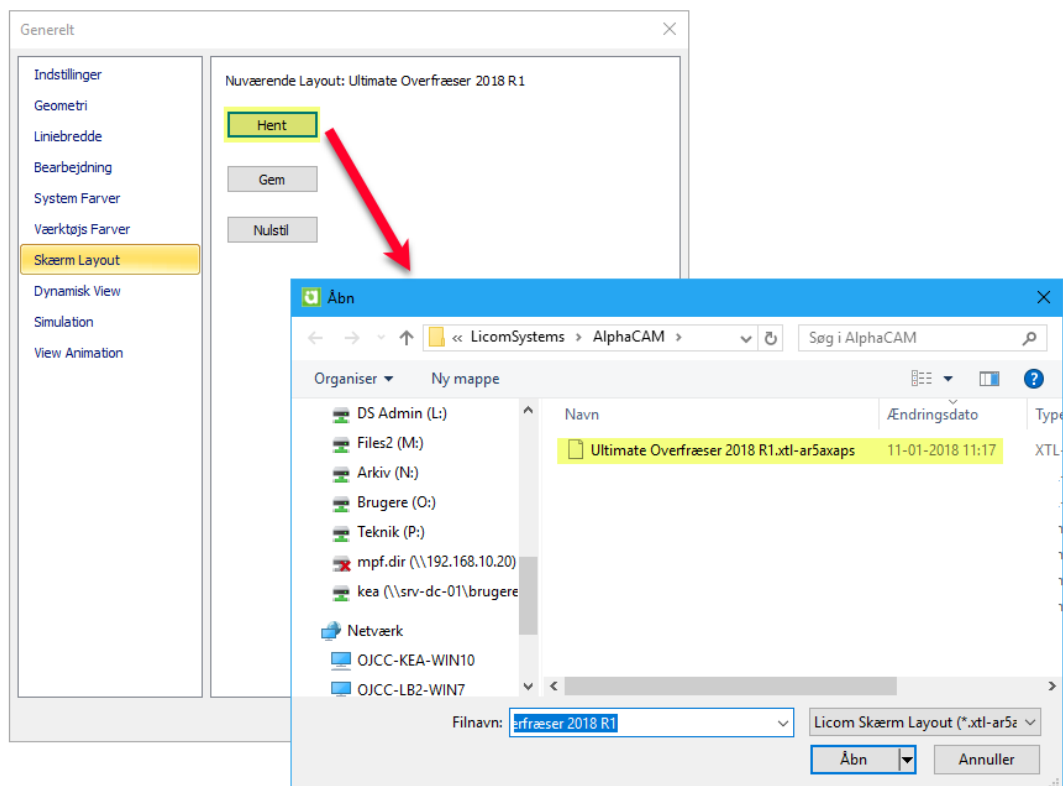 Generelt
Indstillinger
Geometri
Liniebredde
Bearbejdning
System Farver
Værktøjs Farver
Skærm Layout
Dynamisk View
Simulation
View Animation
Nuværende Layout: Ultimate Overfræser 2018 R1
Hent
Gem
Nulstil
Åbn
« LicomSystems > AlphaCAM >
Søg i AlphaCAM
Organiser
Ny mappe
DS Admin (L:)
Files2 (M:)
Arkiv (N:)
Brugere (O:)
Teknik (P:)
mpf.dir (\\192.168.10.20)
kea (\\srv-dc-01\brugere
Netværk
OJCC-KEA-WIN10
OJCC-LB2-WIN7
Navn Ændringsdato Type
Ultimate Overfræser 2018 R1.xtl-ar5axaps 11-01-2018 11:17 XTL-
Filnavn: erfræser 2018 R1
Licom Skærm Layout (*.xtl-ar5a
Åbn
Annuller